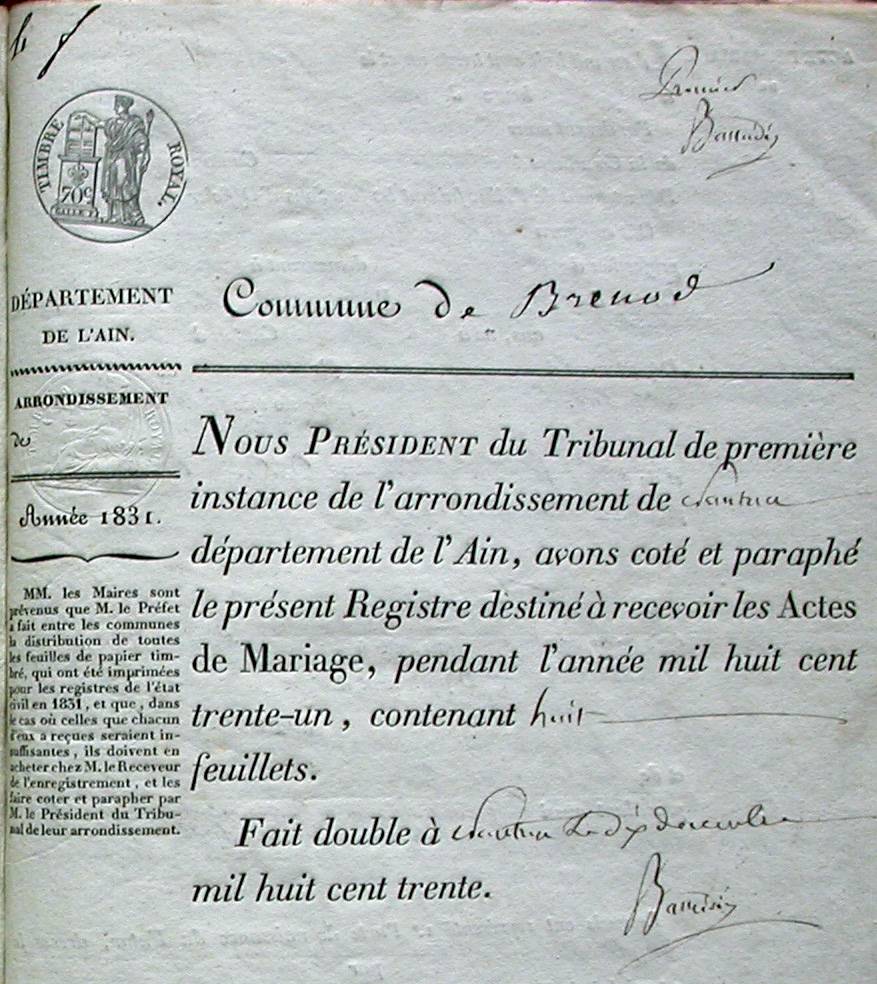 Premier
TIMBRE ROYAL.
70c
DÉPARTEMENT
DE L'AIN.
Commune de Brenod
ARRONDISSEMENT
de
Année 1831.
MM. les Maires sont
prévenus que M. le Préfet
a fait entre les communes
la distribution de toutes
les feuilles de papier tim-
bré, qui ont été imprimées
pour les registres de l'état
civil en 1831, et que, dans
le cas où celles que chacun
d'eux a reçues seraient in-
suffisantes, ils doivent en
acheter chez M. le Receveur
de l'enregistrement, et les
faire coter et parapher par
M. le Président du Tribu-
nal de leur arrondissement.
NOUS PRÉSIDENT du Tribunal de première
instance de l'arrondissement de Nantua
département de l'Ain, avons coté et paraphé
le présent Registre destiné à recevoir les Actes
de Mariage, pendant l'année mil huit cent
trente-un, contenant huit
feuillets.
Fait double à Nantua le dix décembre
mil huit cent trente.